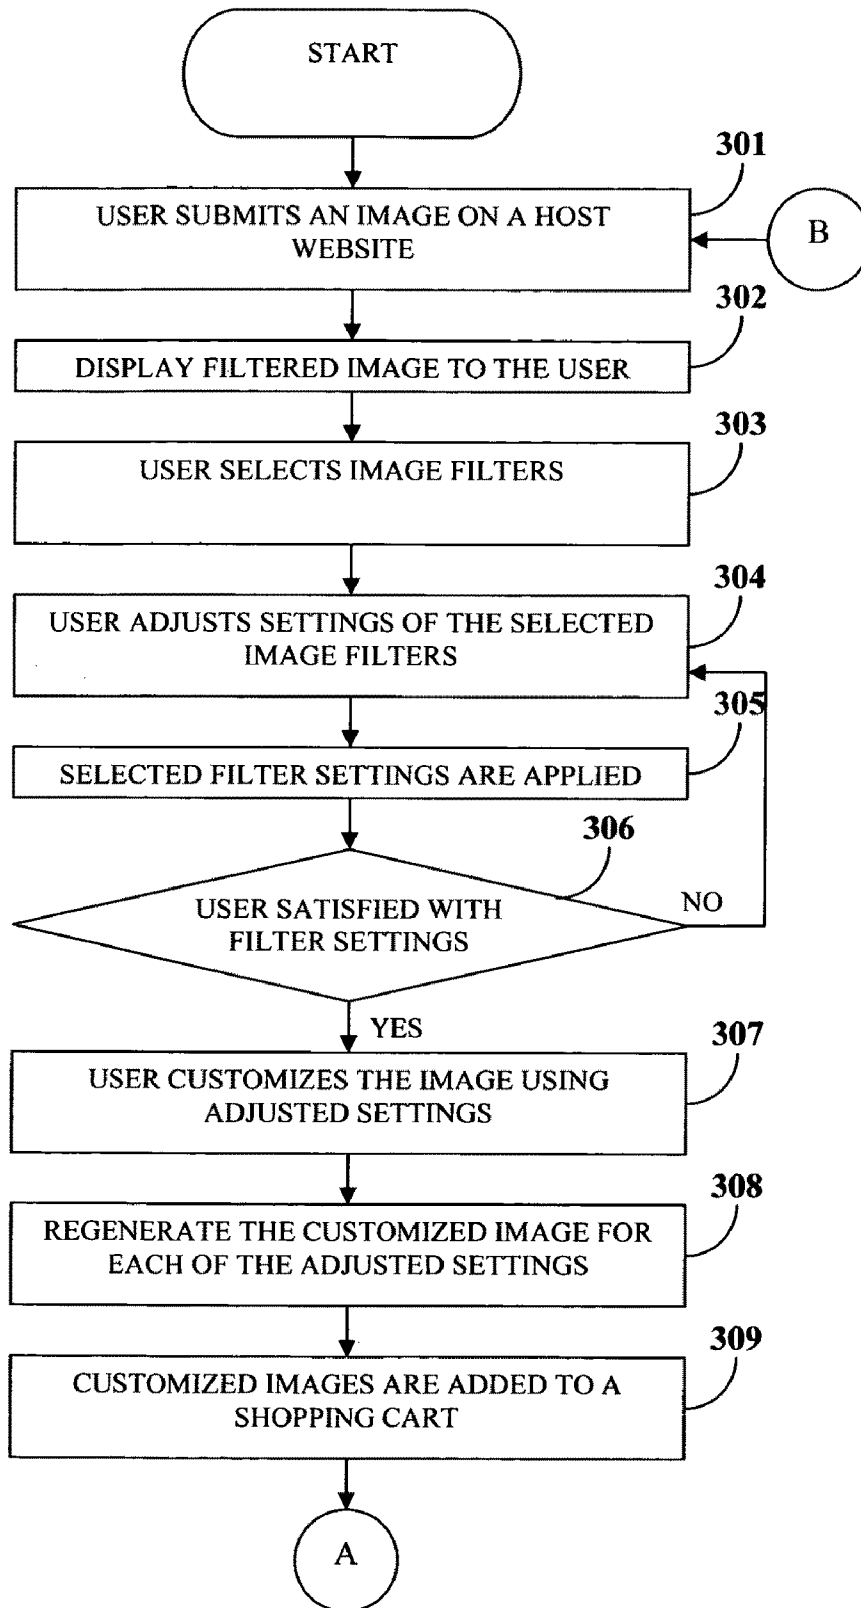 START
301
USER SUBMITS AN IMAGE ON A HOST
WEBSITE
B
302
DISPLAY FILTERED IMAGE TO THE USER
303
USER SELECTS IMAGE FILTERS
304
USER ADJUSTS SETTINGS OF THE SELECTED
IMAGE FILTERS
305
SELECTED FILTER SETTINGS ARE APPLIED
306
USER SATISFIED WITH
FILTER SETTINGS
NO
YES
307
USER CUSTOMIZES THE IMAGE USING
ADJUSTED SETTINGS
308
REGENERATE THE CUSTOMIZED IMAGE FOR
EACH OF THE ADJUSTED SETTINGS
309
CUSTOMIZED IMAGES ARE ADDED TO A
SHOPPING CART
A